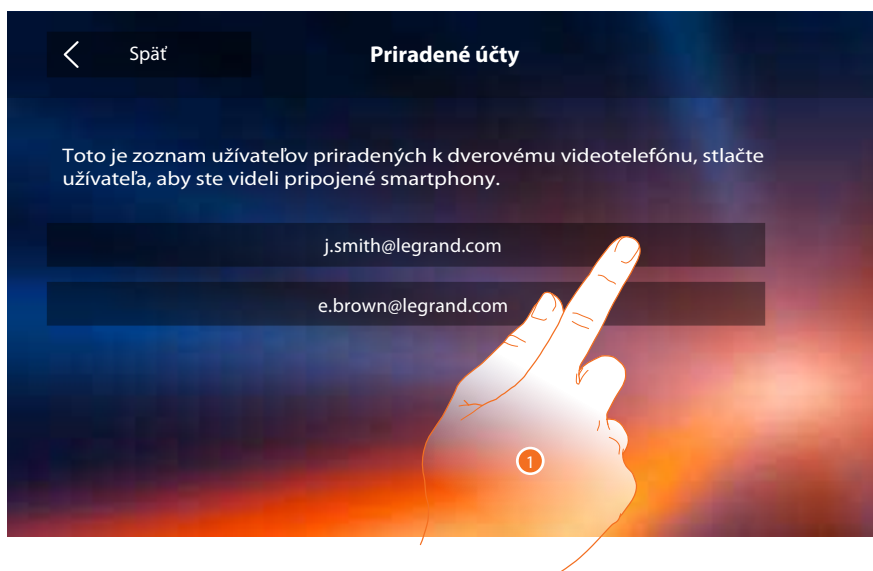 Späť
Priradené účty
Toto je zoznam užívateľov priradených k dverovému videotelefónu, stlačte
užívateľa, aby ste videli pripojené smartphony.
j.smith@legrand.com
e.brown@legrand.com
1